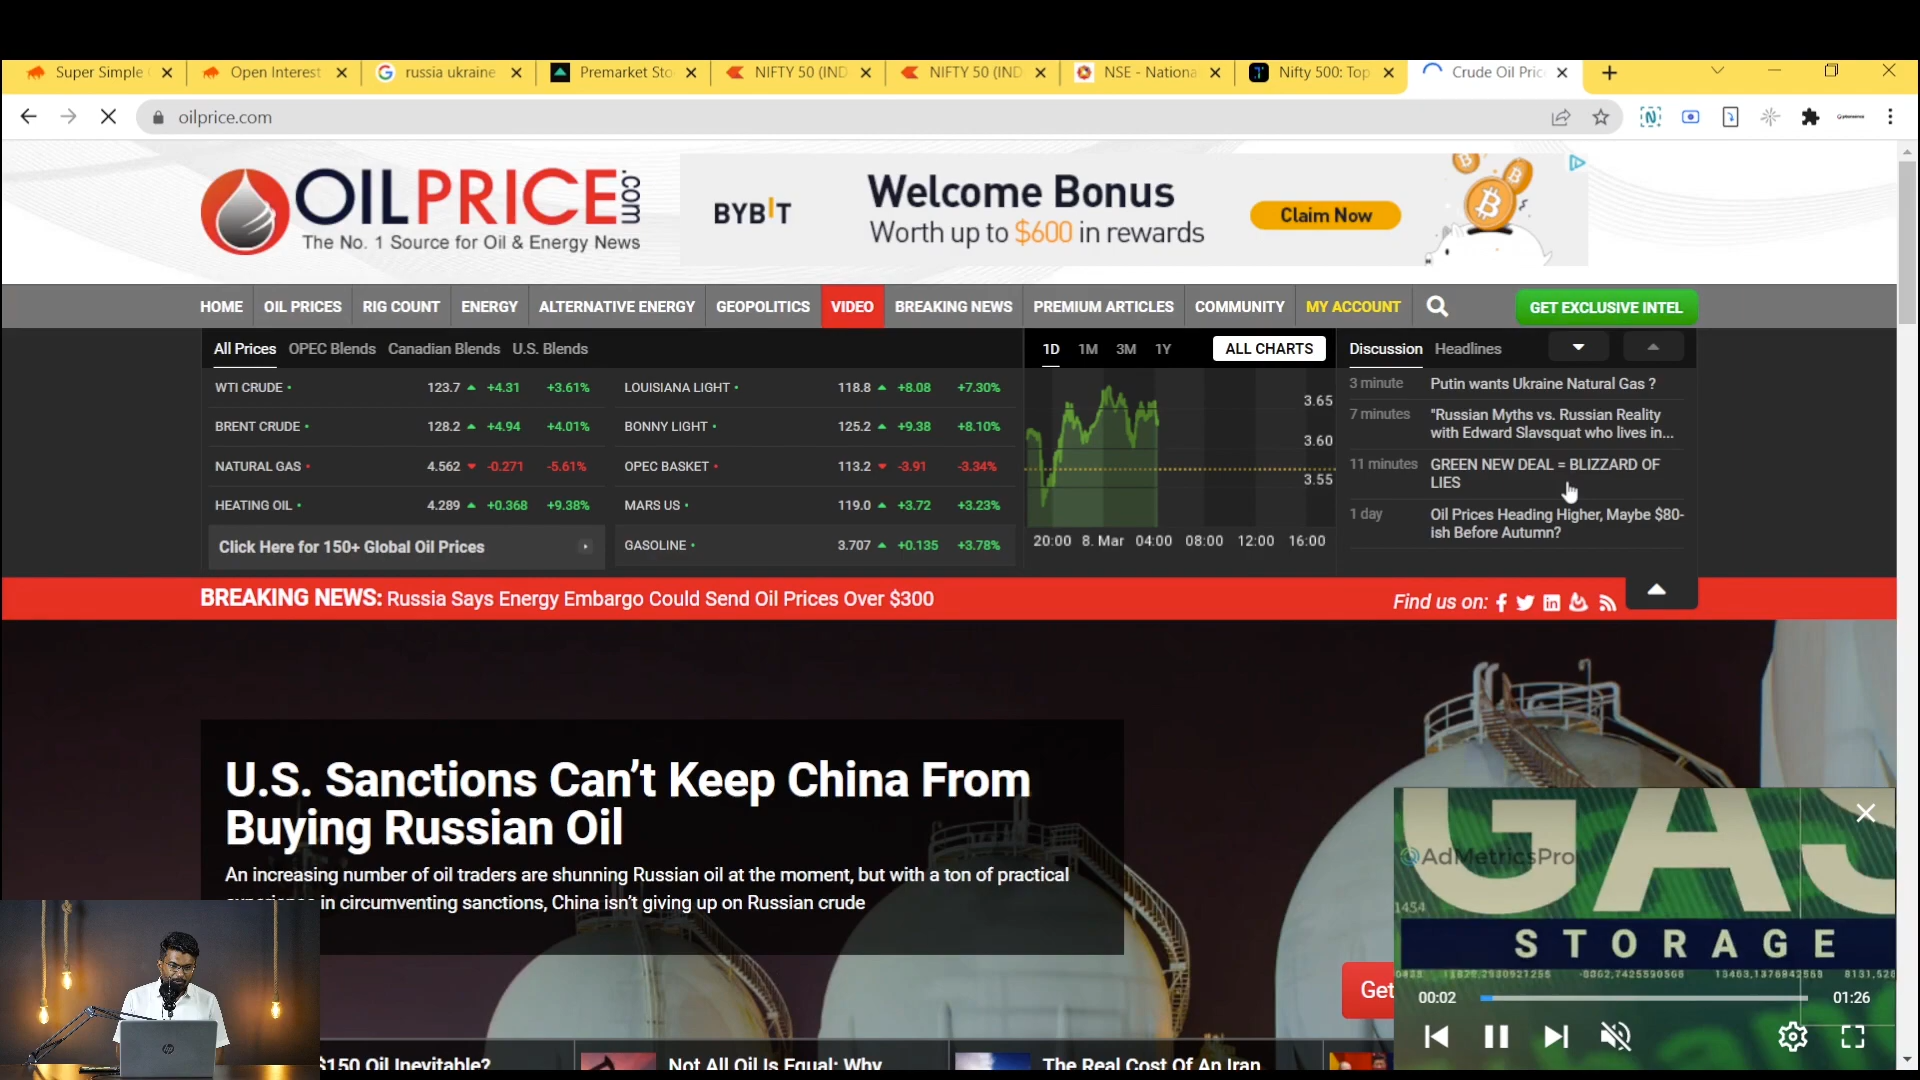 Super Simple
Open Interest
russia ukraine
Premarket Sto
NIFTY 50 (IND
NIFTY 50 (IND
NSE - Nationa
Nifty 500: Top
Crude Oil Pric
oilprice.com
OILPRICE.com
The No. 1 Source for Oil & Energy News
BYBIT
Welcome Bonus
Worth up to $600 in rewards
Claim Now
HOME OIL PRICES RIG COUNT ENERGY ALTERNATIVE ENERGY GEOPOLITICS VIDEO BREAKING NEWS PREMIUM ARTICLES COMMUNITY MY ACCOUNT GET EXCLUSIVE INTEL
All Prices OPEC Blends Canadian Blends U.S. Blends
WTI CRUDE • 123.7 +4.31 +3.61%
BRENT CRUDE • 128.2 +4.94 +4.01%
NATURAL GAS • 4.562 -0.271 -5.61%
HEATING OIL • 4.289 +0.368 +9.38%
Click Here for 150+ Global Oil Prices
LOUISIANA LIGHT • 118.8 +8.08 +7.30%
BONNY LIGHT • 125.2 +9.38 +8.10%
OPEC BASKET • 113.2 -3.91 -3.34%
MARS US • 119.0 +3.72 +3.23%
GASOLINE • 3.707 +0.135 +3.78%
1D 1M 3M 1Y ALL CHARTS
3.65
3.60
3.55
20:00 8. Mar 04:00 08:00 12:00 16:00
Discussion Headlines
3 minute Putin wants Ukraine Natural Gas ?
7 minutes "Russian Myths vs. Russian Reality
with Edward Slavsquat who lives in...
11 minutes GREEN NEW DEAL = BLIZZARD OF
LIES
1 day Oil Prices Heading Higher, Maybe $80-
ish Before Autumn?
BREAKING NEWS: Russia Says Energy Embargo Could Send Oil Prices Over $300
Find us on:
U.S. Sanctions Can't Keep China From
Buying Russian Oil
An increasing number of oil traders are shunning Russian oil at the moment, but with a ton of practical
in circumventing sanctions, China isn't giving up on Russian crude
Get
GAS
@AdMetricsPro
1454
STORAGE
00:02 01:26
$150 Oil Inevitable?
Not All Oil Is Equal: Why
The Real Cost Of An Iran
hp